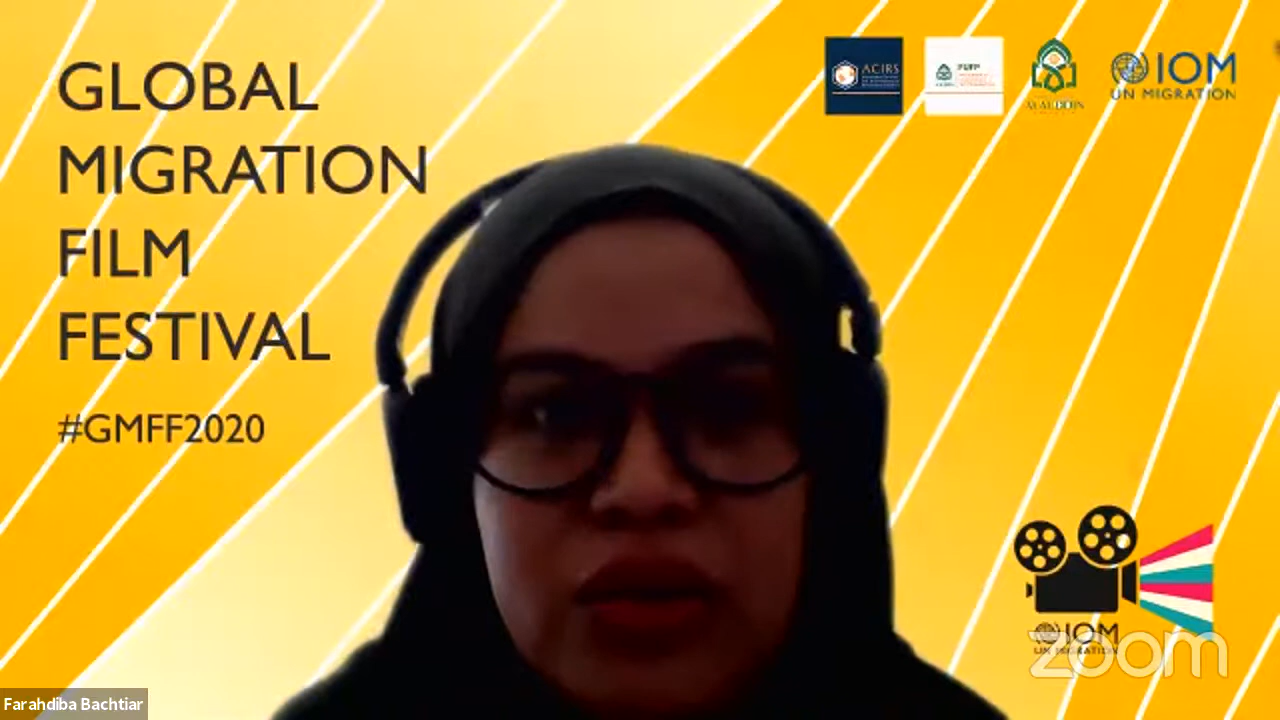 GLOBAL
MIGRATION
FILM
FESTIVAL
#GMFF2020
ACIRS
IOM
UN MIGRATION
IOM
UN MIGRATION
zoom
Farahdiba Bachtiar